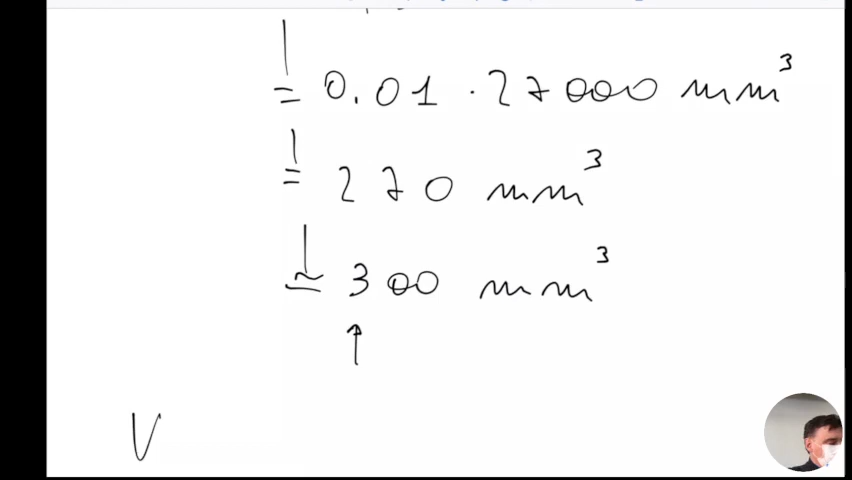 = 0.01 · 27000 mm³
= 270 mm³
≃ 300 mm³
↑
V